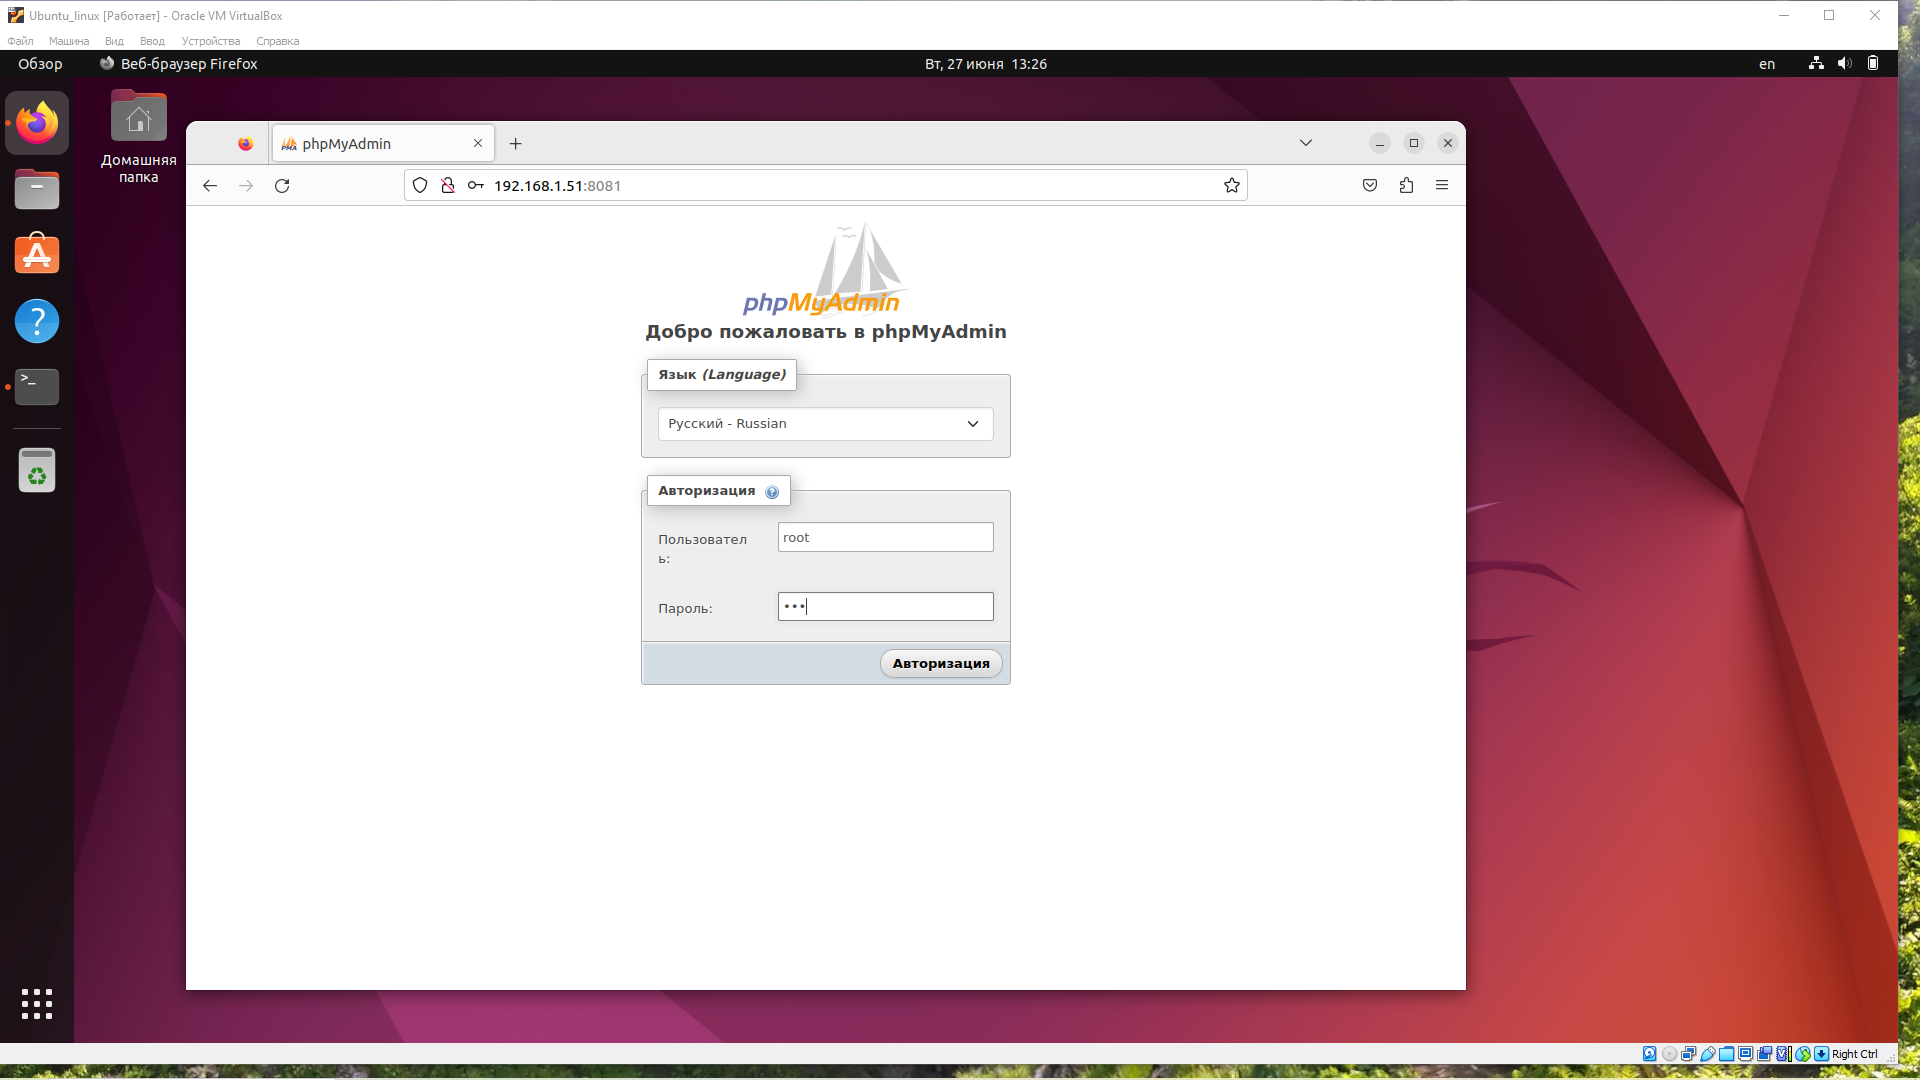 Ubuntu_linux [Работает] - Oracle VM VirtualBox
Файл Машина Вид Ввод Устройства Справка
Обзор Веб-браузер Firefox Вт, 27 июня 13:26 en
Домашняя
папка
phpMyAdmin
192.168.1.51:8081
phpMyAdmin
Добро пожаловать в phpMyAdmin
Язык (Language)
Русский - Russian
Авторизация
Пользовател
ь:
root
Пароль:
•••
Авторизация
Right Ctrl